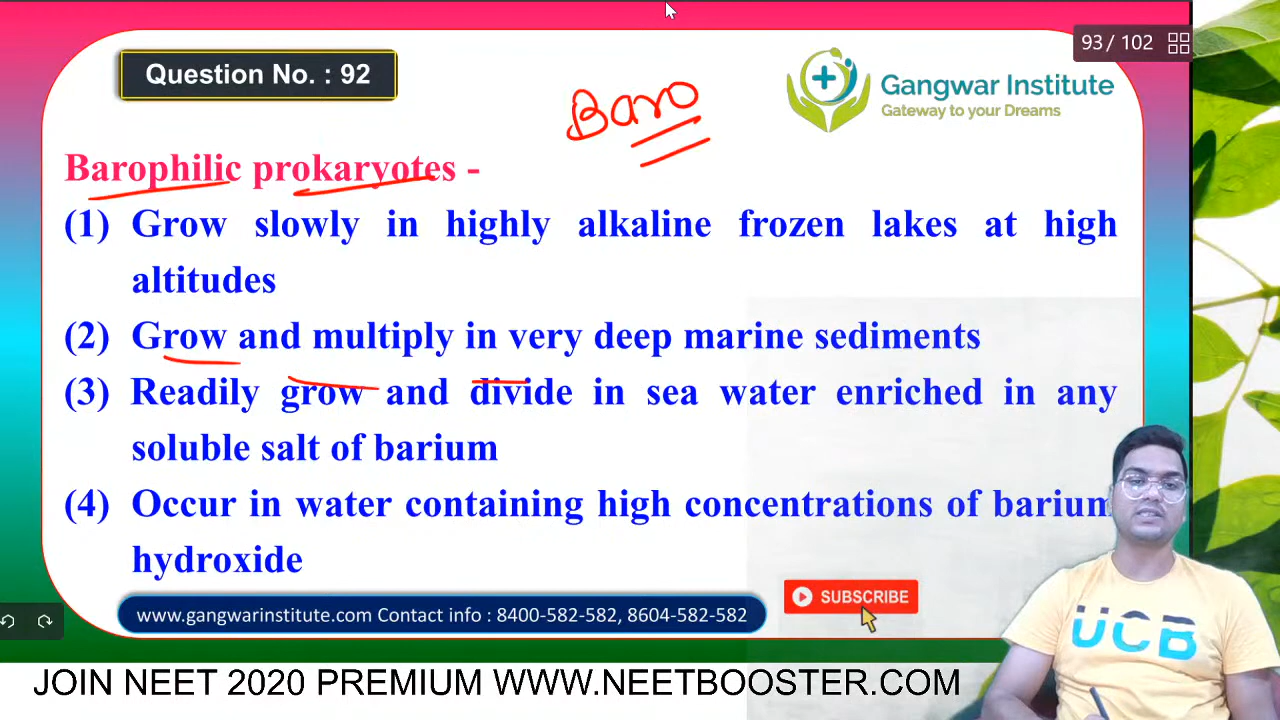 93 / 102
Question No. : 92
Baro
Gangwar Institute
Gateway to your Dreams
Barophilic prokaryotes -
(1) Grow slowly in highly alkaline frozen lakes at high
altitudes
(2) Grow and multiply in very deep marine sediments
(3) Readily grow and divide in sea water enriched in any
soluble salt of barium
(4) Occur in water containing high concentrations of barium
hydroxide
www.gangwarinstitute.com Contact info : 8400-582-582, 8604-582-582
SUBSCRIBE
UCB
JOIN NEET 2020 PREMIUM WWW.NEETBOOSTER.COM